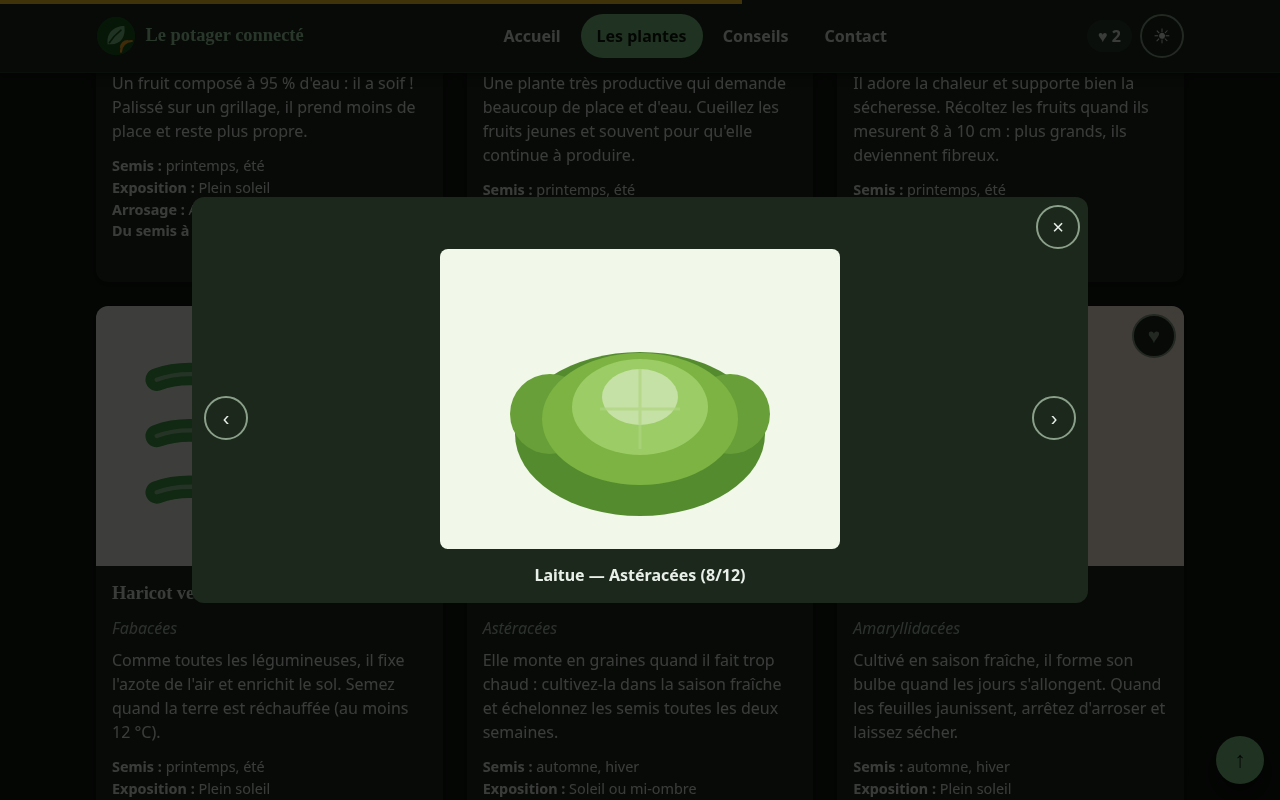 Le potager connecté
Accueil
Les plantes
Conseils
Contact
♥ 2
☀
Un fruit composé à 95 % d'eau : il a soif !
Palissé sur un grillage, il prend moins de
place et reste plus propre.
Semis : printemps, été
Exposition : Plein soleil
Arrosage :
Du semis à
Une plante très productive qui demande
beaucoup de place et d'eau. Cueillez les
fruits jeunes et souvent pour qu'elle
continue à produire.
Semis : printemps, été
Il adore la chaleur et supporte bien la
sécheresse. Récoltez les fruits quand ils
mesurent 8 à 10 cm : plus grands, ils
deviennent fibreux.
Semis : printemps, été
×
‹
›
Laitue — Astéracées (8/12)
♥
Haricot ve
Fabacées
Comme toutes les légumineuses, il fixe
l'azote de l'air et enrichit le sol. Semez
quand la terre est réchauffée (au moins
12 °C).
Semis : printemps, été
Exposition : Plein soleil
Astéracées
Elle monte en graines quand il fait trop
chaud : cultivez-la dans la saison fraîche
et échelonnez les semis toutes les deux
semaines.
Semis : automne, hiver
Exposition : Soleil ou mi-ombre
Amaryllidacées
Cultivé en saison fraîche, il forme son
bulbe quand les jours s'allongent. Quand
les feuilles jaunissent, arrêtez d'arroser et
laissez sécher.
Semis : automne, hiver
Exposition : Plein soleil
↑